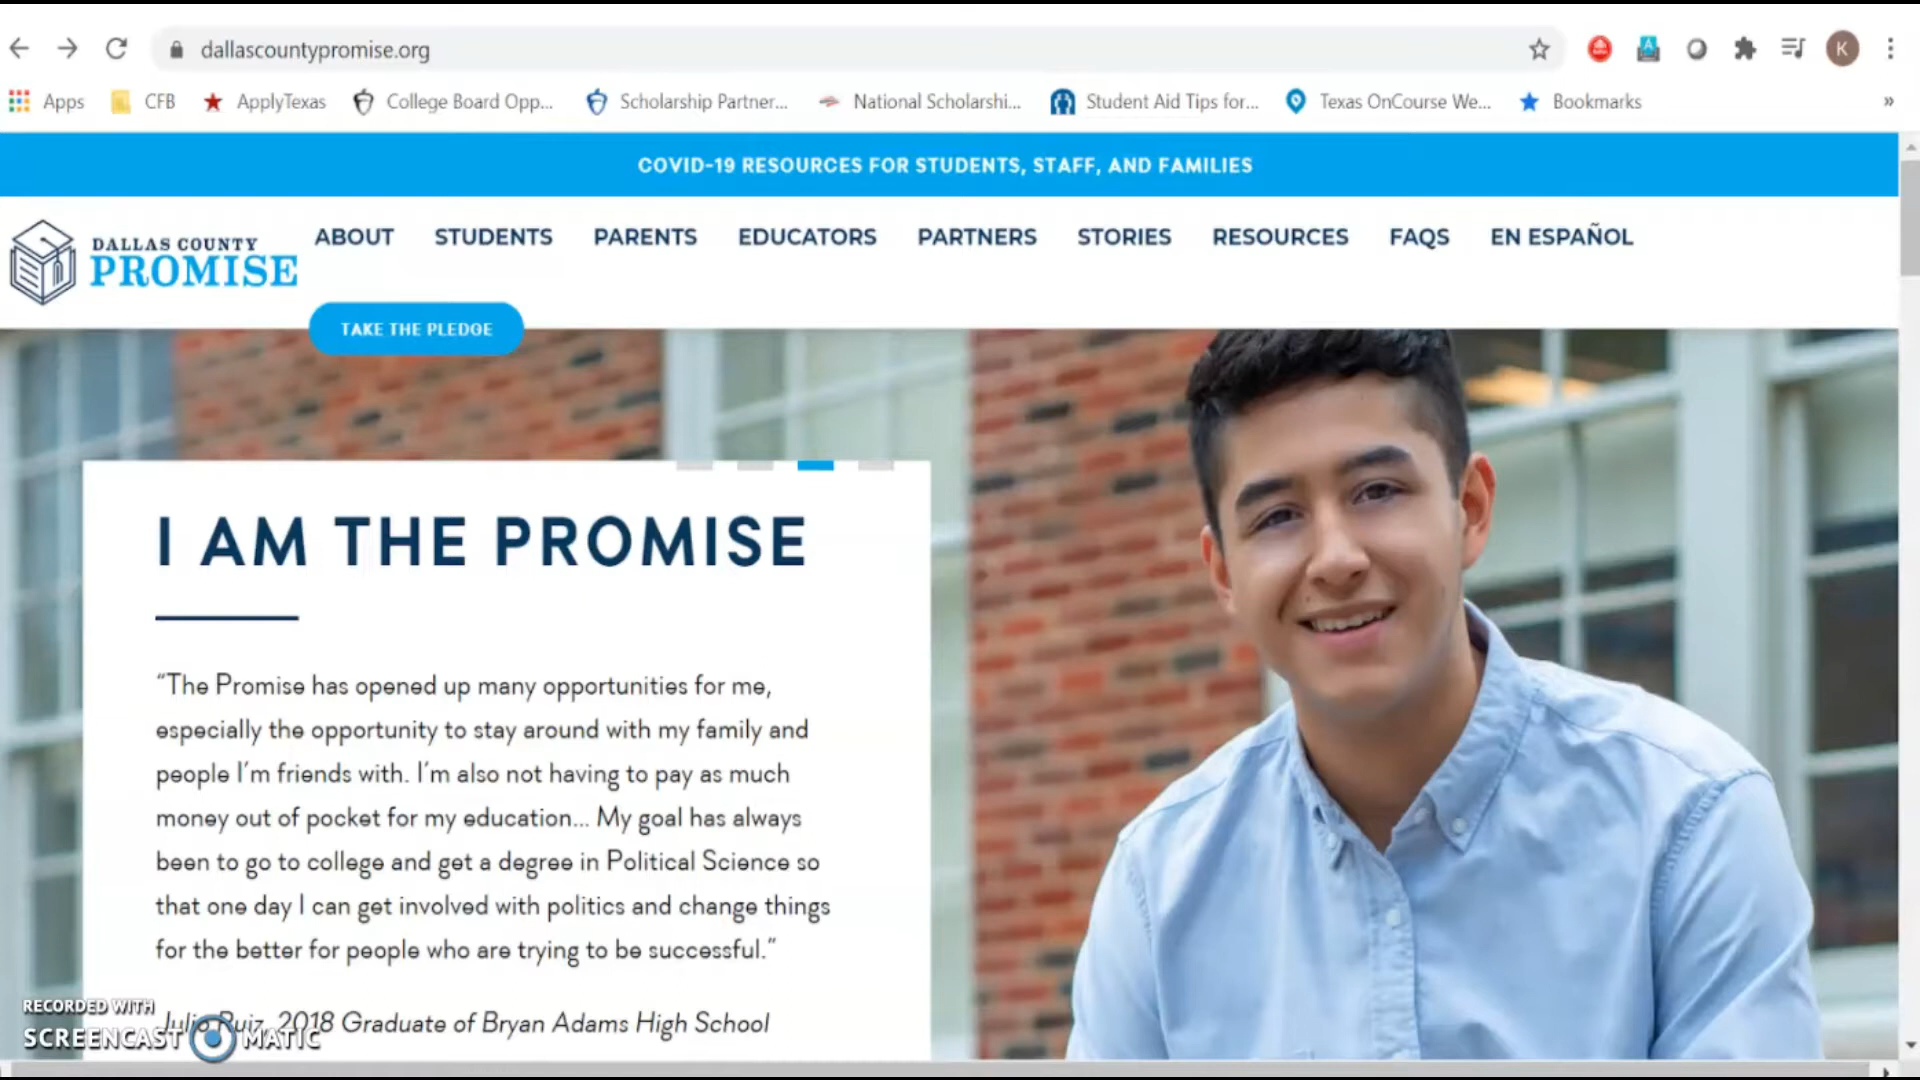 dallascountypromise.org
K
Apps CFB ApplyTexas College Board Opp... Scholarship Partner... National Scholarshi... Student Aid Tips for... Texas OnCourse We... Bookmarks »
COVID-19 RESOURCES FOR STUDENTS, STAFF, AND FAMILIES
DALLAS COUNTY
PROMISE
ABOUT STUDENTS PARENTS EDUCATORS PARTNERS STORIES RESOURCES FAQS EN ESPAÑOL
TAKE THE PLEDGE
I AM THE PROMISE
“The Promise has opened up many opportunities for me,
especially the opportunity to stay around with my family and
people I’m friends with. I’m also not having to pay as much
money out of pocket for my education... My goal has always
been to go to college and get a degree in Political Science so
that one day I can get involved with politics and change things
for the better for people who are trying to be successful.”
Julio Ruiz, 2018 Graduate of Bryan Adams High School
RECORDED WITH
SCREENCAST MATIC